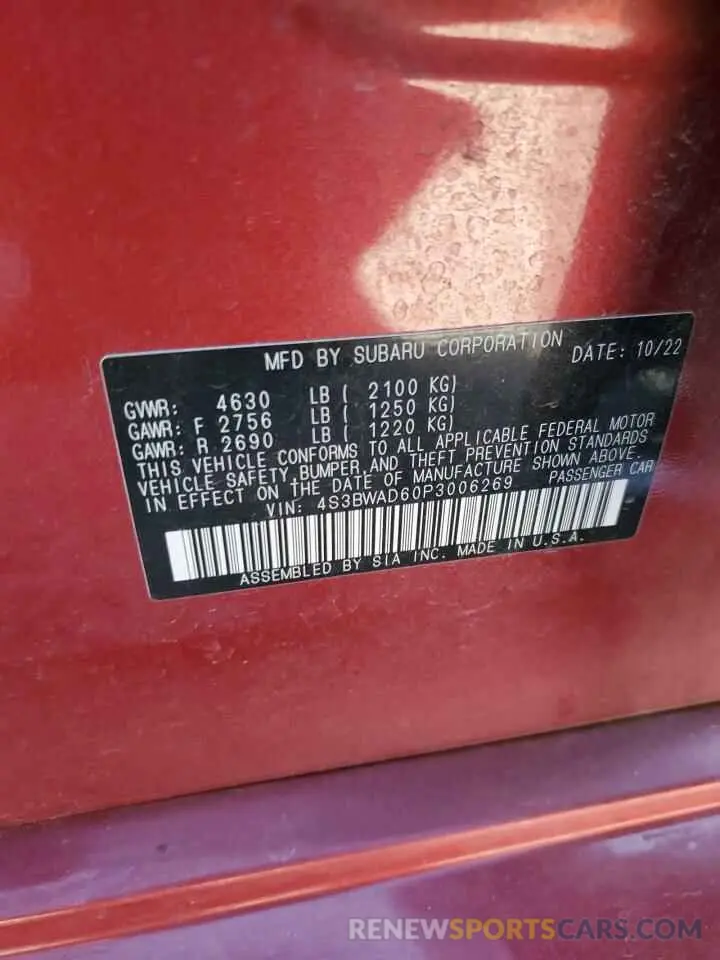 MFD BY SUBARU CORPORATION DATE: 10/22
GVWR: 4630 LB ( 2100 KG)
GAWR: F 2756 LB ( 1250 KG)
GAWR: R 2690 LB ( 1220 KG)
THIS VEHICLE CONFORMS TO ALL APPLICABLE FEDERAL MOTOR
VEHICLE SAFETY,BUMPER,AND THEFT PREVENTION STANDARDS
IN EFFECT ON THE DATE OF MANUFACTURE SHOWN ABOVE.
VIN: 4S3BWAD60P3006269 PASSENGER CAR
ASSEMBLED BY SIA INC. MADE IN U.S.A.
RENEWSPORTSCARS.COM